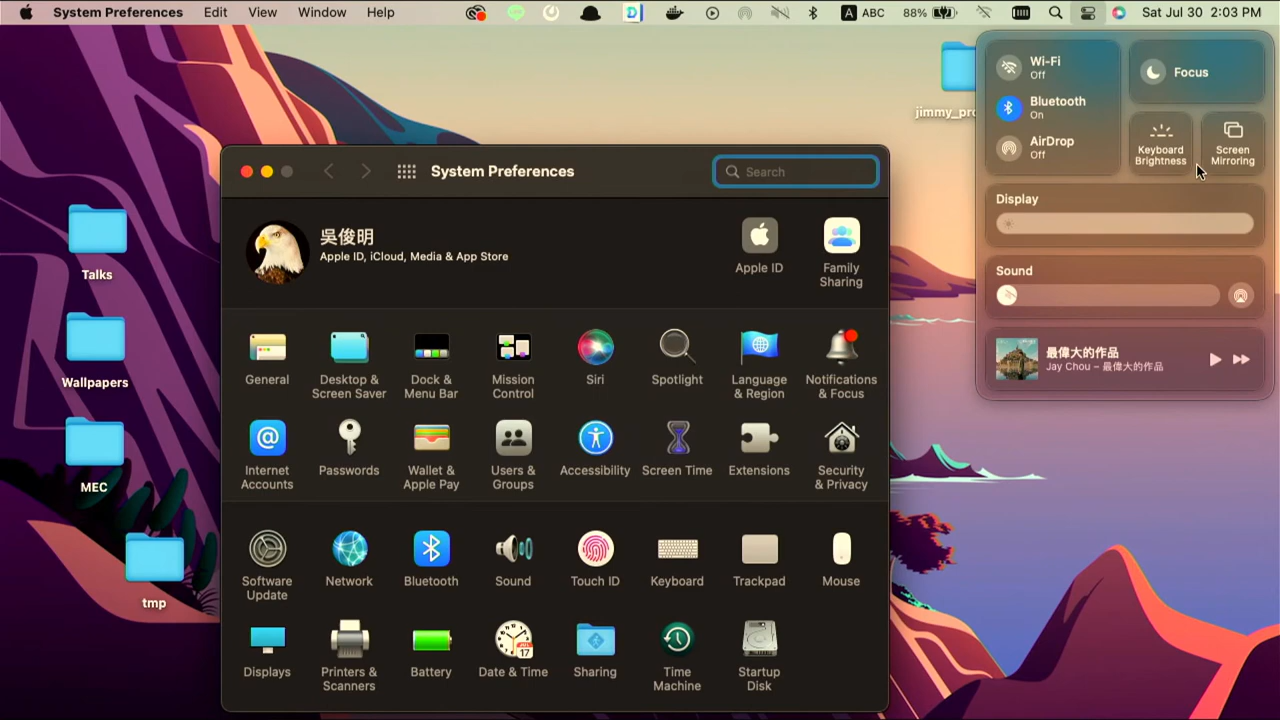 System Preferences Edit View Window Help
A ABC 88% Sat Jul 30 2:03 PM
Wi-Fi
Off
Bluetooth
On
AirDrop
Off
Focus
Keyboard
Brightness
Screen
Mirroring
Display
Sound
最偉大的作品
Jay Chou – 最偉大的作品
Talks
Wallpapers
MEC
tmp
System Preferences
Search
吳俊明
Apple ID, iCloud, Media & App Store
Apple ID
Family
Sharing
General
Desktop &
Screen Saver
Dock &
Menu Bar
Mission
Control
Siri
Spotlight
Language
& Region
Notifications
& Focus
Internet
Accounts
Passwords
Wallet &
Apple Pay
Users &
Groups
Accessibility
Screen Time
Extensions
Security
& Privacy
Software
Update
Network
Bluetooth
Sound
Touch ID
Keyboard
Trackpad
Mouse
Displays
Printers &
Scanners
Battery
JUL
17
Date & Time
Sharing
Time
Machine
Startup
Disk